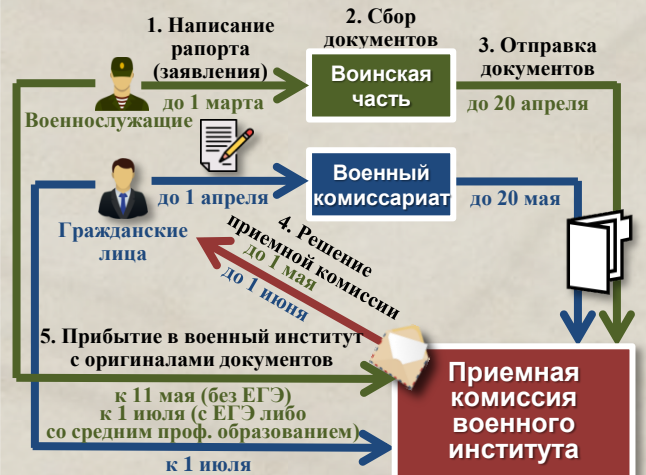 1. Написание
рапорта
(заявления)
2. Сбор
документов
3. Отправка
документов
Воинская
часть
до 1 марта
до 20 апреля
Военнослужащие
Военный
комиссариат
до 1 апреля
до 20 мая
Гражданские
лица
4. Решение
приемной комиссии
до 1 мая
до 1 июня
5. Прибытие в военный институт
с оригиналами документов
к 11 мая (без ЕГЭ)
к 1 июля (с ЕГЭ либо
со средним проф. образованием)
к 1 июля
Приемная
комиссия
военного
института